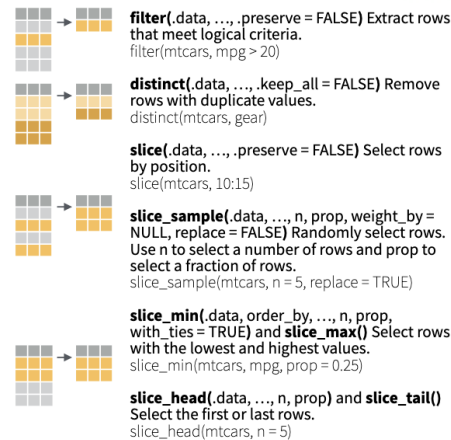 filter(.data, …, .preserve = FALSE) Extract rows
that meet logical criteria.
filter(mtcars, mpg > 20)
distinct(.data, …, .keep_all = FALSE) Remove
rows with duplicate values.
distinct(mtcars, gear)
slice(.data, …, .preserve = FALSE) Select rows
by position.
slice(mtcars, 10:15)
slice_sample(.data, …, n, prop, weight_by =
NULL, replace = FALSE) Randomly select rows.
Use n to select a number of rows and prop to
select a fraction of rows.
slice_sample(mtcars, n = 5, replace = TRUE)
slice_min(.data, order_by, …, n, prop,
with_ties = TRUE) and slice_max() Select rows
with the lowest and highest values.
slice_min(mtcars, mpg, prop = 0.25)
slice_head(.data, …, n, prop) and slice_tail()
Select the first or last rows.
slice_head(mtcars, n = 5)